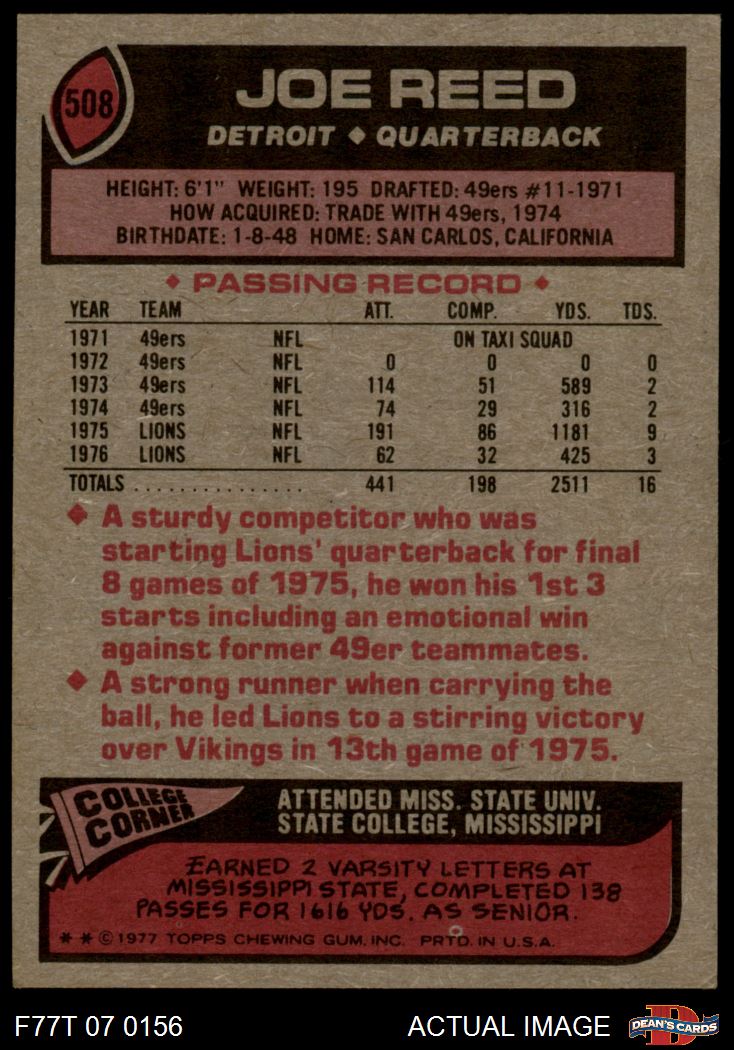 508
JOE REED
DETROIT ◆ QUARTERBACK
HEIGHT: 6'1" WEIGHT: 195 DRAFTED: 49ers #11-1971
HOW ACQUIRED: TRADE WITH 49ers, 1974
BIRTHDATE: 1-8-48 HOME: SAN CARLOS, CALIFORNIA
◆ PASSING RECORD ◆
YEAR TEAM ATT. COMP. YDS. TDS.
1971 49ers NFL ON TAXI SQUAD
1972 49ers NFL 0 0 0 0
1973 49ers NFL 114 51 589 2
1974 49ers NFL 74 29 316 2
1975 LIONS NFL 191 86 1181 9
1976 LIONS NFL 62 32 425 3
TOTALS ................ 441 198 2511 16
◆ A sturdy competitor who was
starting Lions' quarterback for final
8 games of 1975, he won his 1st 3
starts including an emotional win
against former 49er teammates.
◆ A strong runner when carrying the
ball, he led Lions to a stirring victory
over Vikings in 13th game of 1975.
COLLEGE
CORNER
ATTENDED MISS. STATE UNIV.
STATE COLLEGE, MISSISSIPPI
EARNED 2 VARSITY LETTERS AT
MISSISSIPPI STATE, COMPLETED 138
PASSES FOR 1616 YDS. AS SENIOR.
** © 1977 TOPPS CHEWING GUM, INC. PRTD. IN U.S.A.
F77T 07 0156 ACTUAL IMAGE
D
DEAN'S CARDS